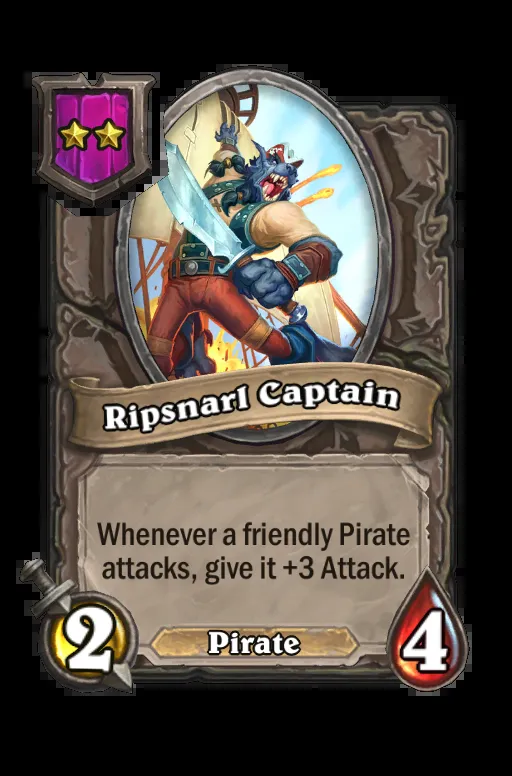 Ripsnarl Captain
Whenever a friendly Pirate
attacks, give it +3 Attack.
2
Pirate
4